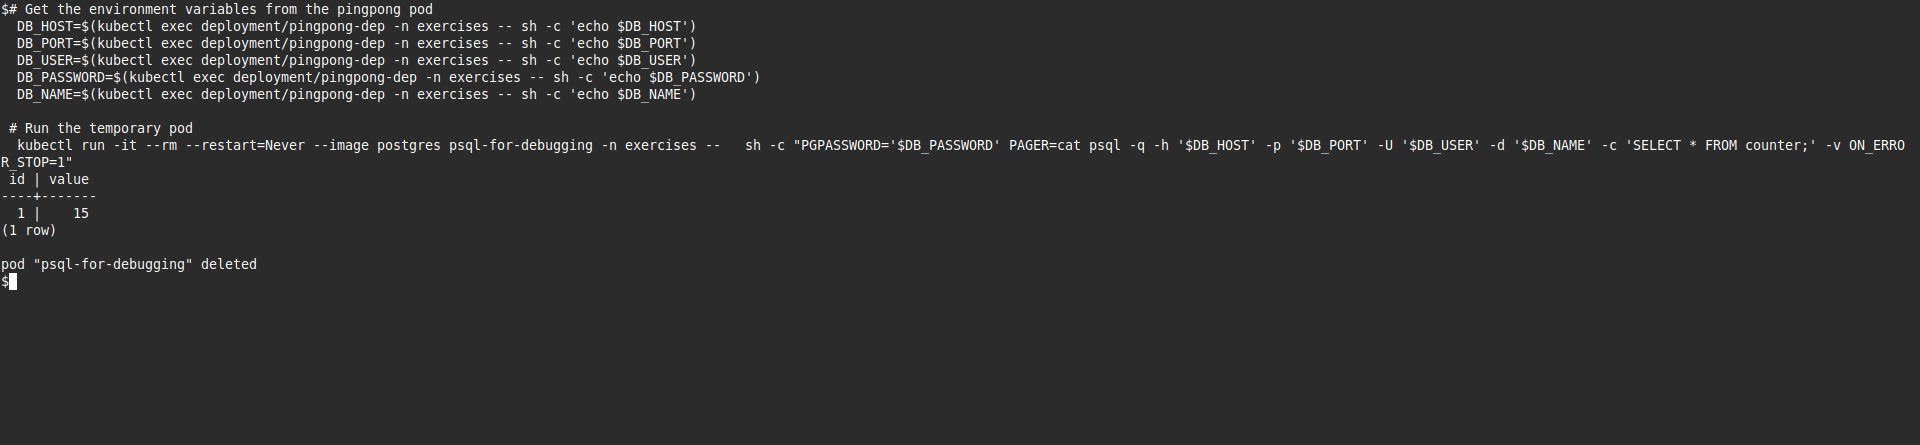 $# Get the environment variables from the pingpong pod
  DB_HOST=$(kubectl exec deployment/pingpong-dep -n exercises -- sh -c 'echo $DB_HOST')
  DB_PORT=$(kubectl exec deployment/pingpong-dep -n exercises -- sh -c 'echo $DB_PORT')
  DB_USER=$(kubectl exec deployment/pingpong-dep -n exercises -- sh -c 'echo $DB_USER')
  DB_PASSWORD=$(kubectl exec deployment/pingpong-dep -n exercises -- sh -c 'echo $DB_PASSWORD')
  DB_NAME=$(kubectl exec deployment/pingpong-dep -n exercises -- sh -c 'echo $DB_NAME')

 # Run the temporary pod
  kubectl run -it --rm --restart=Never --image postgres psql-for-debugging -n exercises --   sh -c "PGPASSWORD='$DB_PASSWORD' PAGER=cat psql -q -h '$DB_HOST' -p '$DB_PORT' -U '$DB_USER' -d '$DB_NAME' -c 'SELECT * FROM counter;' -v ON_ERRO
R_STOP=1"
 id | value
----+-------
  1 |    15
(1 row)

pod "psql-for-debugging" deleted
$